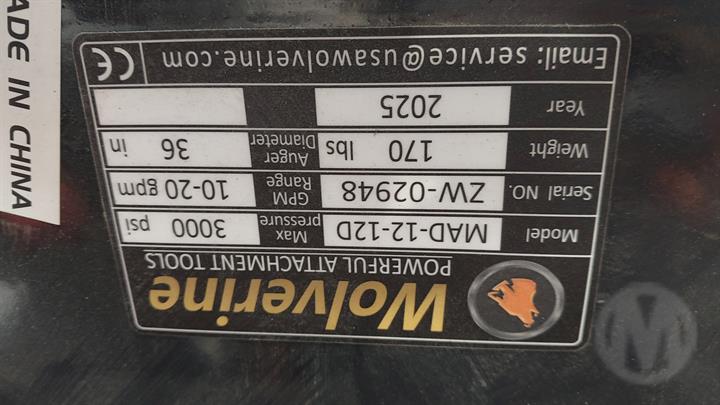 Wolverine
POWERFUL ATTACHMENT TOOLS
Model MAD-12-12D Max pressure 3000 psi
Serial NO. ZW-02948 GPM Range 10-20 gpm
Weight 170 lbs Auger Diameter 36 in
Year 2025
Email: service@usawolverine.com CE
ADE IN CHINA
M